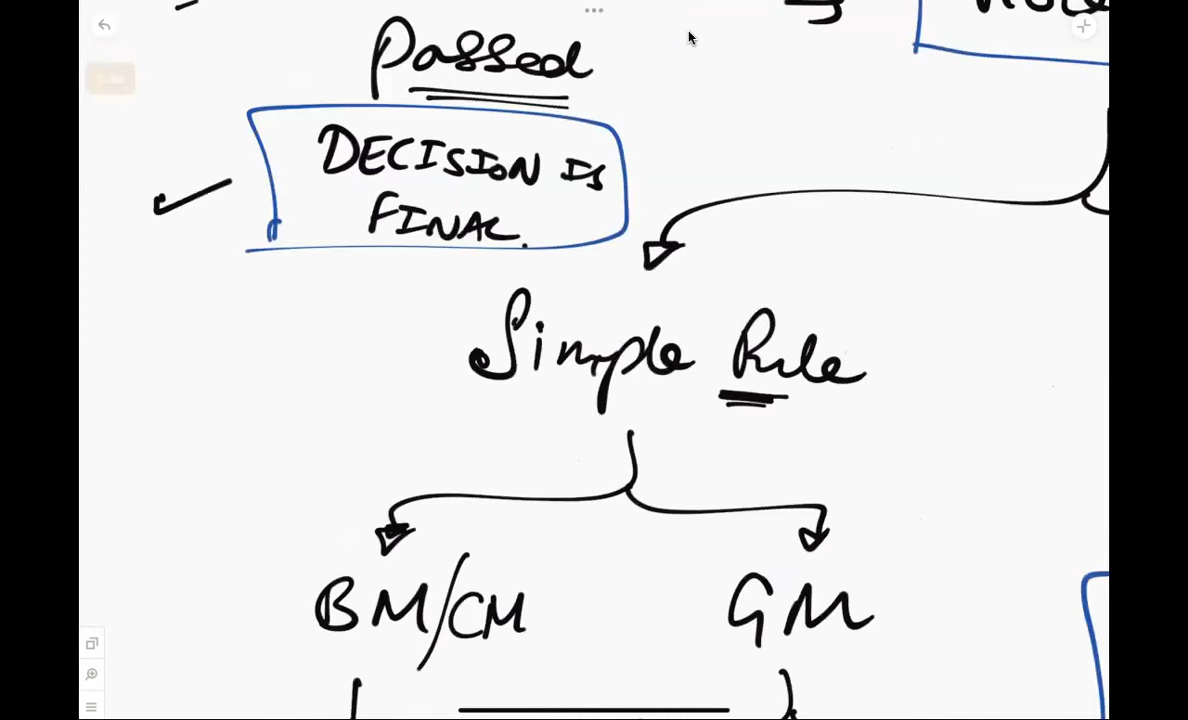 Passed
DECISION IS
FINAL.
Simple Rule
BM/CM
GM